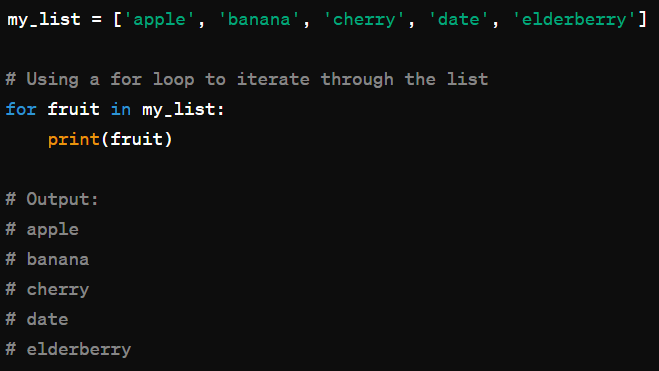 my_list = ['apple', 'banana', 'cherry', 'date', 'elderberry']
# Using a for loop to iterate through the list
for fruit in my_list:
    print(fruit)
# Output:
# apple
# banana
# cherry
# date
# elderberry